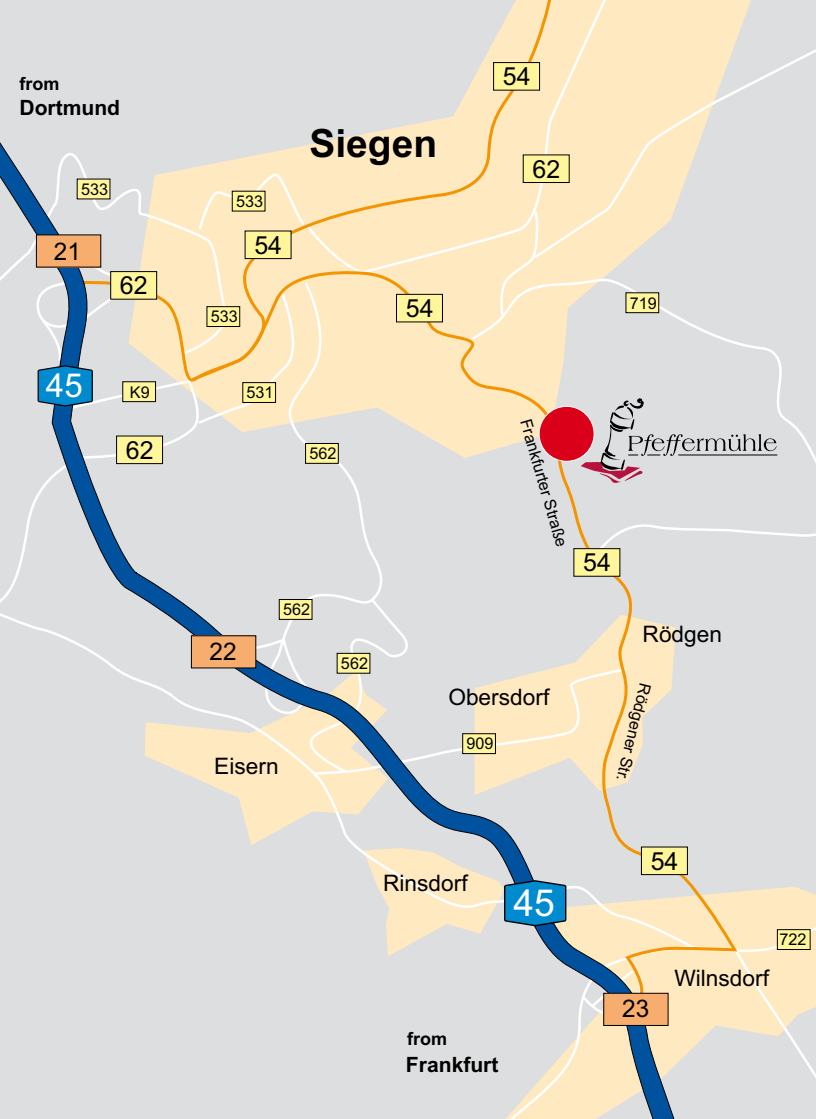 54
from
Dortmund
Siegen
62
533
533
54
21
62
719
54
533
45
K9
531
Pfeffermühle
62
562
Frankfurter Straße
54
562
Rödgen
22
562
Obersdorf
Rödgener Str.
909
Eisern
54
Rinsdorf
45
722
Wilnsdorf
23
from
Frankfurt